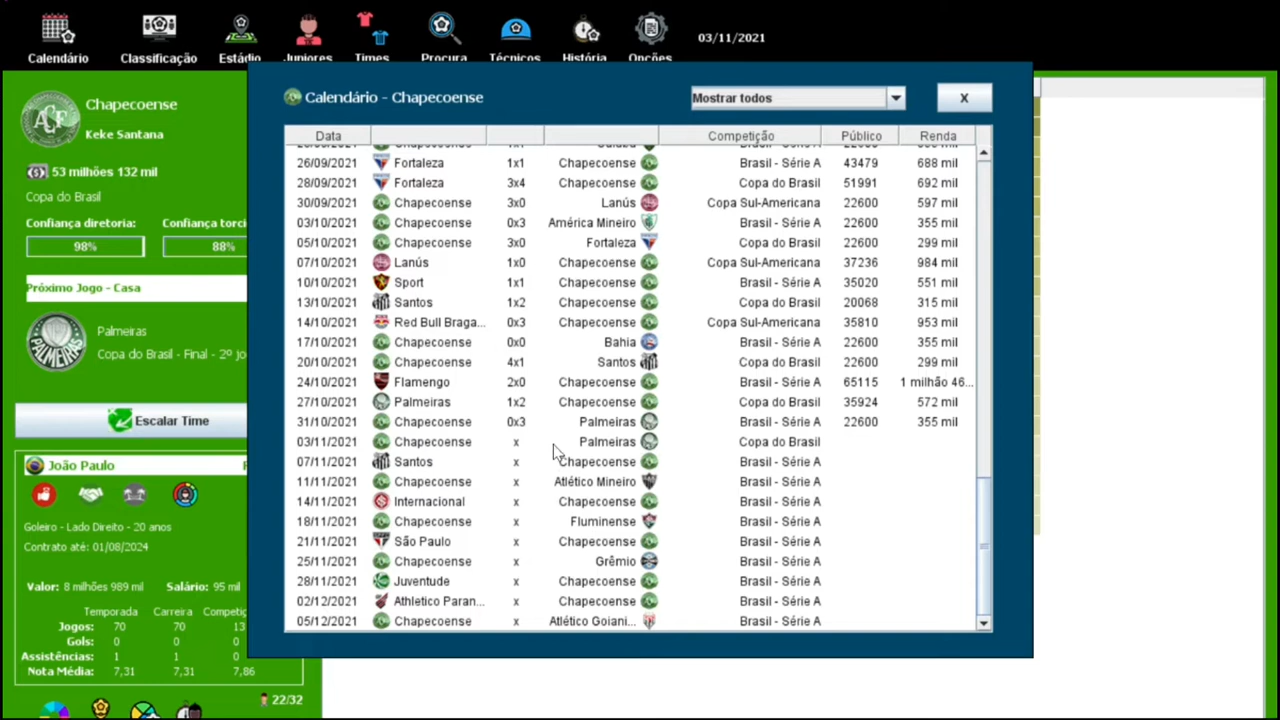 Calendário Classificação Estádio Juniores Times Procura Técnicos História Opções 03/11/2021
Chapecoense
Keke Santana
53 milhões 132 mil
Copa do Brasil
Confiança diretoria: Confiança torci
98% 88%
Próximo Jogo - Casa
Palmeiras
Copa do Brasil - Final - 2º jo
Escalar Time
João Paulo
Goleiro - Lado Direito - 20 anos
Contrato até: 01/08/2024
Valor: 8 milhões 989 mil Salário: 95 mil
Temporada Carreira Competiç
Jogos: 70 70 13
Gols: 0 0 0
Assistências: 1 1 0
Nota Média: 7,31 7,31 7,86
22/32
Calendário - Chapecoense Mostrar todos X
Data Competição Público Renda
26/09/2021 Fortaleza 1x1 Chapecoense Brasil - Série A 43479 688 mil
28/09/2021 Fortaleza 3x4 Chapecoense Copa do Brasil 51991 692 mil
30/09/2021 Chapecoense 3x0 Lanús Copa Sul-Americana 22600 597 mil
03/10/2021 Chapecoense 0x3 América Mineiro Brasil - Série A 22600 355 mil
05/10/2021 Chapecoense 3x0 Fortaleza Copa do Brasil 22600 299 mil
07/10/2021 Lanús 1x0 Chapecoense Copa Sul-Americana 37236 984 mil
10/10/2021 Sport 1x1 Chapecoense Brasil - Série A 35020 551 mil
13/10/2021 Santos 1x2 Chapecoense Copa do Brasil 20068 315 mil
14/10/2021 Red Bull Braga... 0x3 Chapecoense Copa Sul-Americana 35810 953 mil
17/10/2021 Chapecoense 0x0 Bahia Brasil - Série A 22600 355 mil
20/10/2021 Chapecoense 4x1 Santos Copa do Brasil 22600 299 mil
24/10/2021 Flamengo 2x0 Chapecoense Brasil - Série A 65115 1 milhão 46...
27/10/2021 Palmeiras 1x2 Chapecoense Copa do Brasil 35924 572 mil
31/10/2021 Chapecoense 0x3 Palmeiras Brasil - Série A 22600 355 mil
03/11/2021 Chapecoense x Palmeiras Copa do Brasil
07/11/2021 Santos x Chapecoense Brasil - Série A
11/11/2021 Chapecoense x Atlético Mineiro Brasil - Série A
14/11/2021 Internacional x Chapecoense Brasil - Série A
18/11/2021 Chapecoense x Fluminense Brasil - Série A
21/11/2021 São Paulo x Chapecoense Brasil - Série A
25/11/2021 Chapecoense x Grêmio Brasil - Série A
28/11/2021 Juventude x Chapecoense Brasil - Série A
02/12/2021 Athletico Paran... x Chapecoense Brasil - Série A
05/12/2021 Chapecoense x Atlético Goiani... Brasil - Série A